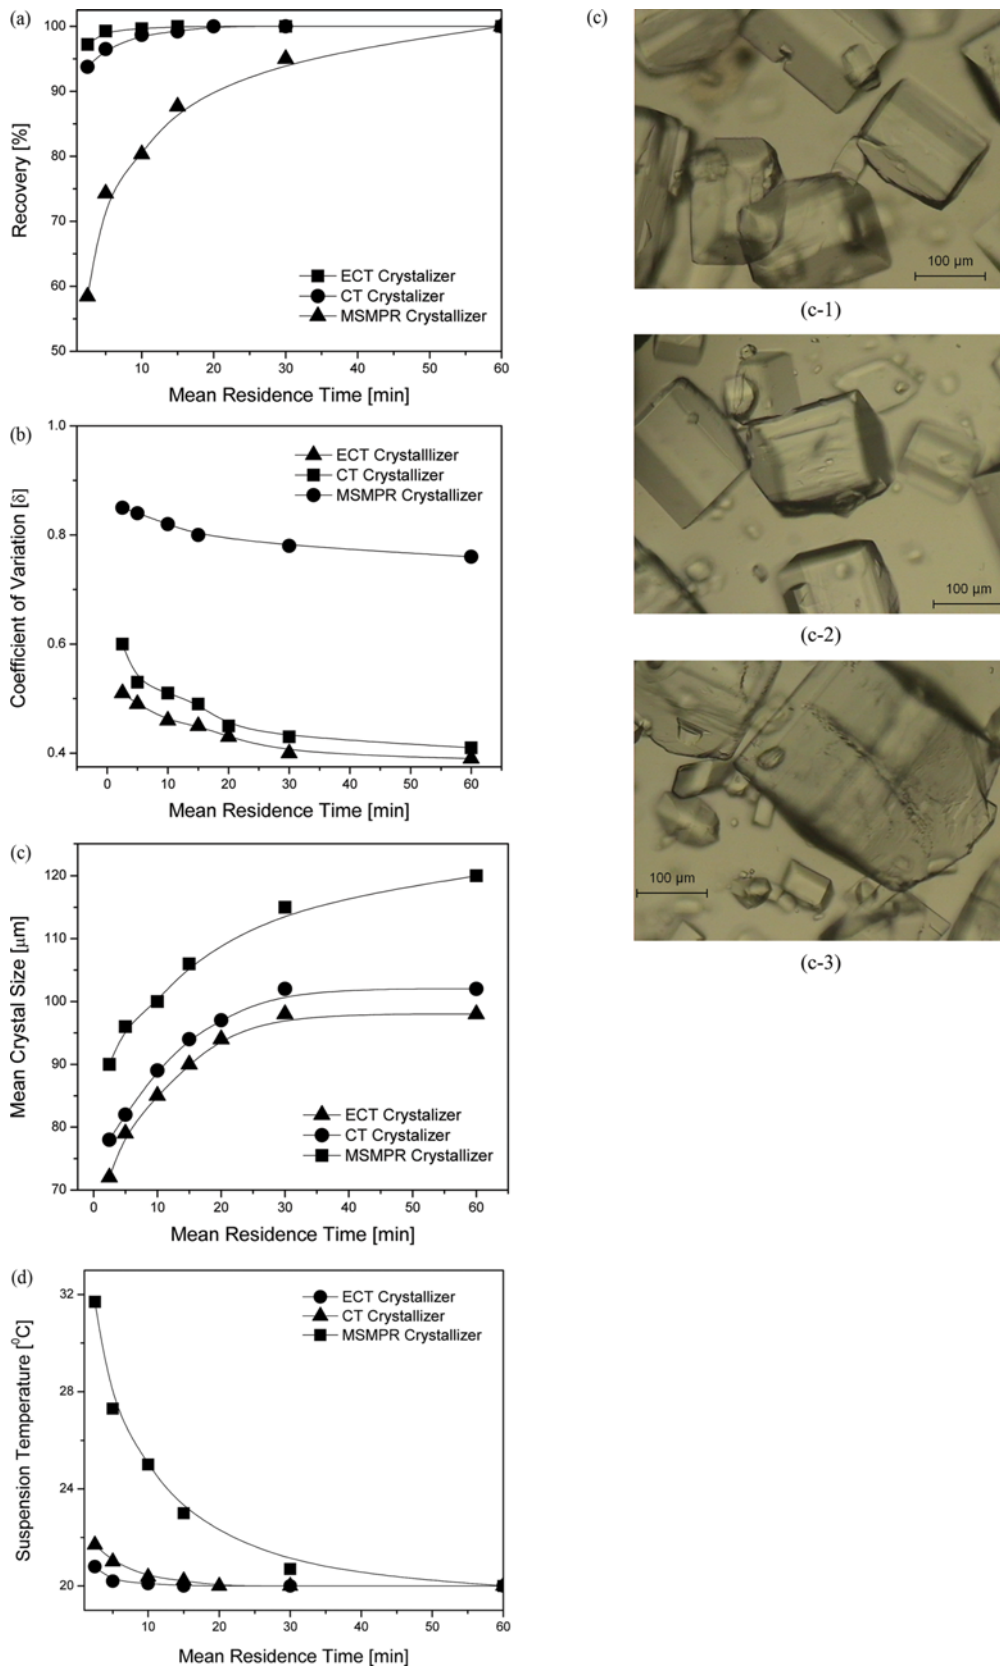 (a)
100
90
80
70
60
50
Recovery [%]
ECT Crystalizer
CT Crystalizer
MSMPR Crystallizer
10
20
30
40
50
60
Mean Residence Time [min]
(b)
1.0
0.8
0.6
0.4
Coefficient of Variation [δ]
ECT Crystalllizer
CT Crystallizer
MSMPR Crystallizer
0
10
20
30
40
50
60
Mean Residence Time [min]
(c)
120
110
100
90
80
70
Mean Crystal Size [μm]
ECT Crystalizer
CT Crystalizer
MSMPR Crystallizer
0
10
20
30
40
50
60
Mean Residence Time [min]
(d)
32
28
24
20
Suspension Temperature [⁰C]
ECT Crystallizer
CT Crystallizer
MSMPR Crystallizer
10
20
30
40
50
60
Mean Residence Time [min]
(c)
100 μm
(c-1)
100 μm
(c-2)
100 μm
(c-3)